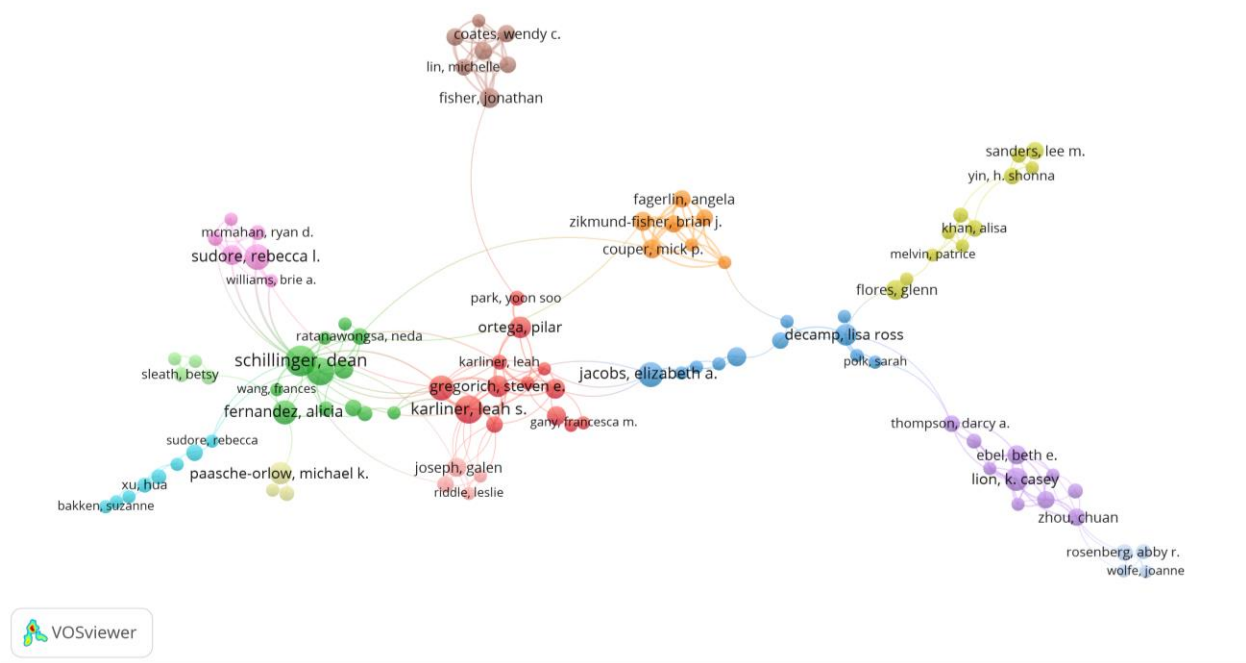 coates, wendy c.
lin, michelle
fisher, jonathan
sanders, lee m.
yin, h. shonna
fagerlin, angela
zikmund-fisher, brian j.
khan, alisa
mcmahan, ryan d.
couper, mick p.
sudore, rebecca l.
melvin, patrice
williams, brie a.
flores, glenn
park, yoon soo
ortega, pilar
ratanawongsa, neda
decamp, lisa ross
schillinger, dean
karliner, leah
polk, sarah
sleath, betsy
jacobs, elizabeth a.
wang, frances
gregorich, steven e.
fernandez, alicia
karliner, leah s.
gany, francesca m.
thompson, darcy a.
sudore, rebecca
ebel, beth e.
joseph, galen
paasche-orlow, michael k.
lion, k. casey
xu, hua
riddle, leslie
bakken, suzanne
zhou, chuan
rosenberg, abby r.
wolfe, joanne
VOSviewer